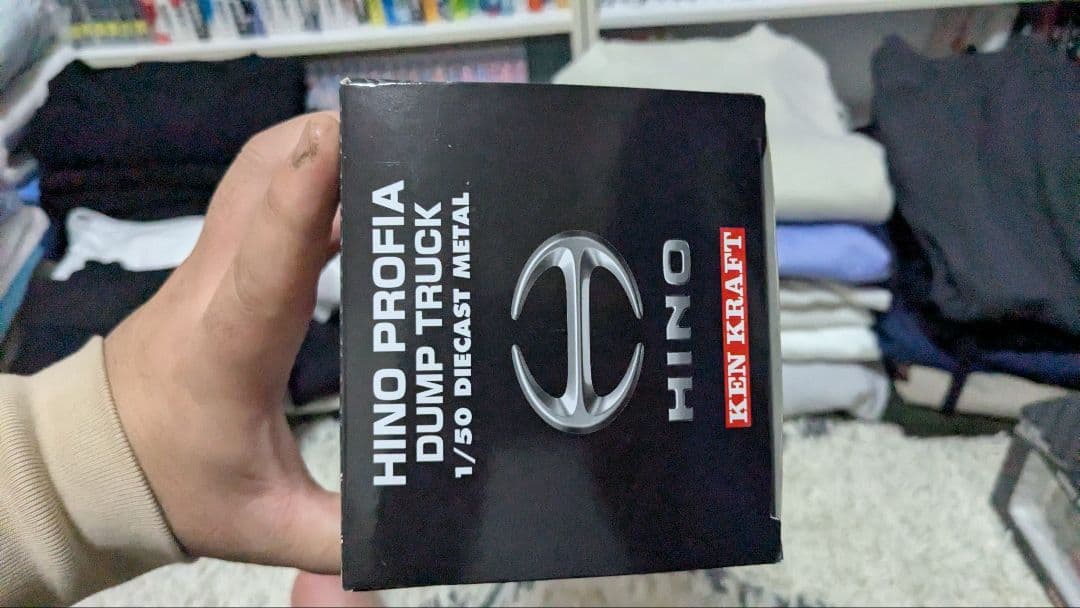 HINO PROFIA
DUMP TRUCK
1/50 DIECAST METAL
HINO
KEN KRAFT